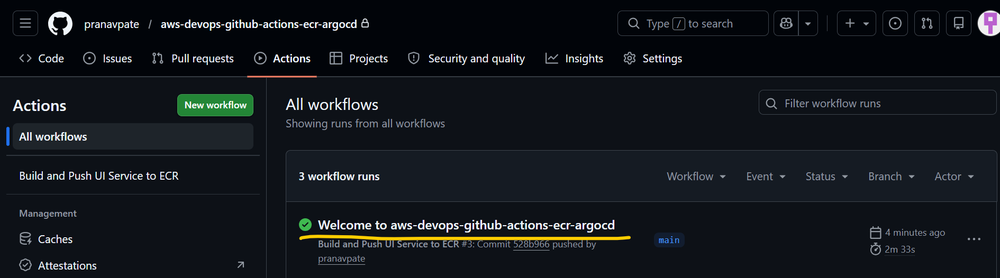 pranavpate / aws-devops-github-actions-ecr-argocd
Type / to search
Code
Issues
Pull requests
Actions
Projects
Security and quality
Insights
Settings
Actions
New workflow
All workflows
Build and Push UI Service to ECR
Management
Caches
Attestations
All workflows
Showing runs from all workflows
Filter workflow runs
3 workflow runs
Workflow
Event
Status
Branch
Actor
Welcome to aws-devops-github-actions-ecr-argocd
Build and Push UI Service to ECR #3: Commit 528b966 pushed by
pranavpate
main
4 minutes ago
2m 33s